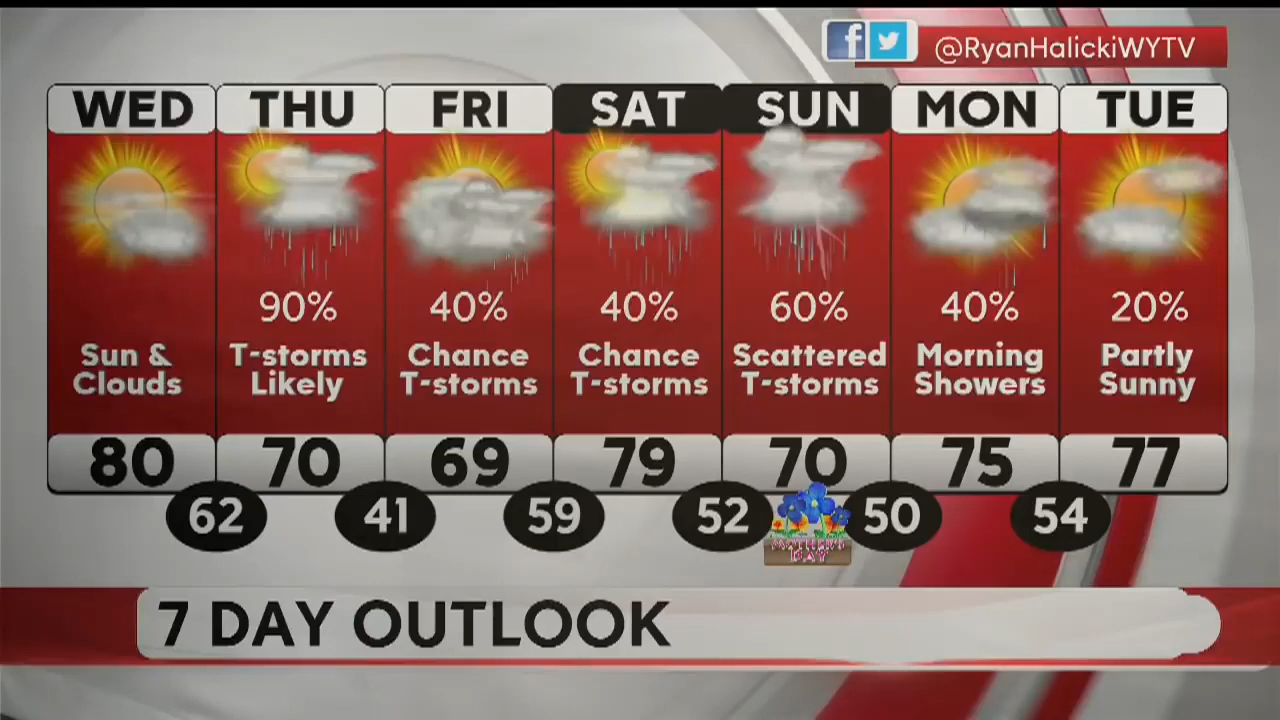 f
@RyanHalickiWYTV
WED THU FRI SAT SUN MON TUE
90% 40% 40% 60% 40% 20%
Sun & T-storms Chance Chance Scattered Morning Partly
Clouds Likely T-storms T-storms T-storms Showers Sunny
80 70 69 79 70 75 77
62 41 59 52 50 54
MOTHER'S
DAY
7 DAY OUTLOOK